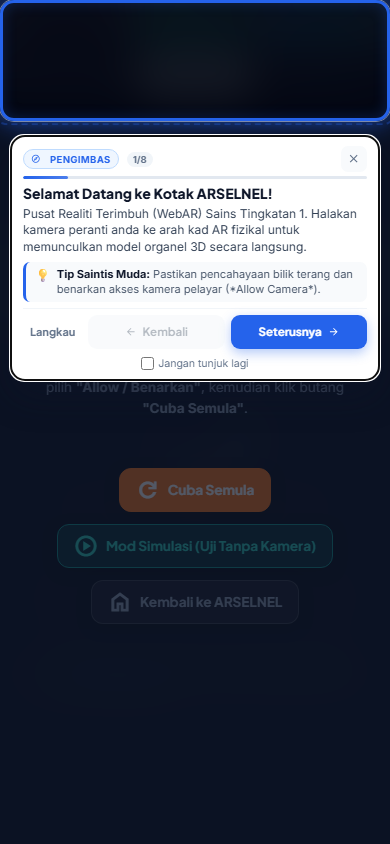 PENGIMBAS
1/8
Selamat Datang ke Kotak ARSELNEL!
Pusat Realiti Terimbuh (WebAR) Sains Tingkatan 1. Halakan
kamera peranti anda ke arah kad AR fizikal untuk
memunculkan model organel 3D secara langsung.
Tip Saintis Muda: Pastikan pencahayaan bilik terang dan
benarkan akses kamera pelayar (*Allow Camera*).
Langkau
← Kembali
Seterusnya →
Jangan tunjuk lagi
pilih "Allow / Benarkan", kemudian klik butang
"Cuba Semula".
Cuba Semula
Mod Simulasi (Uji Tanpa Kamera)
Kembali ke ARSELNEL